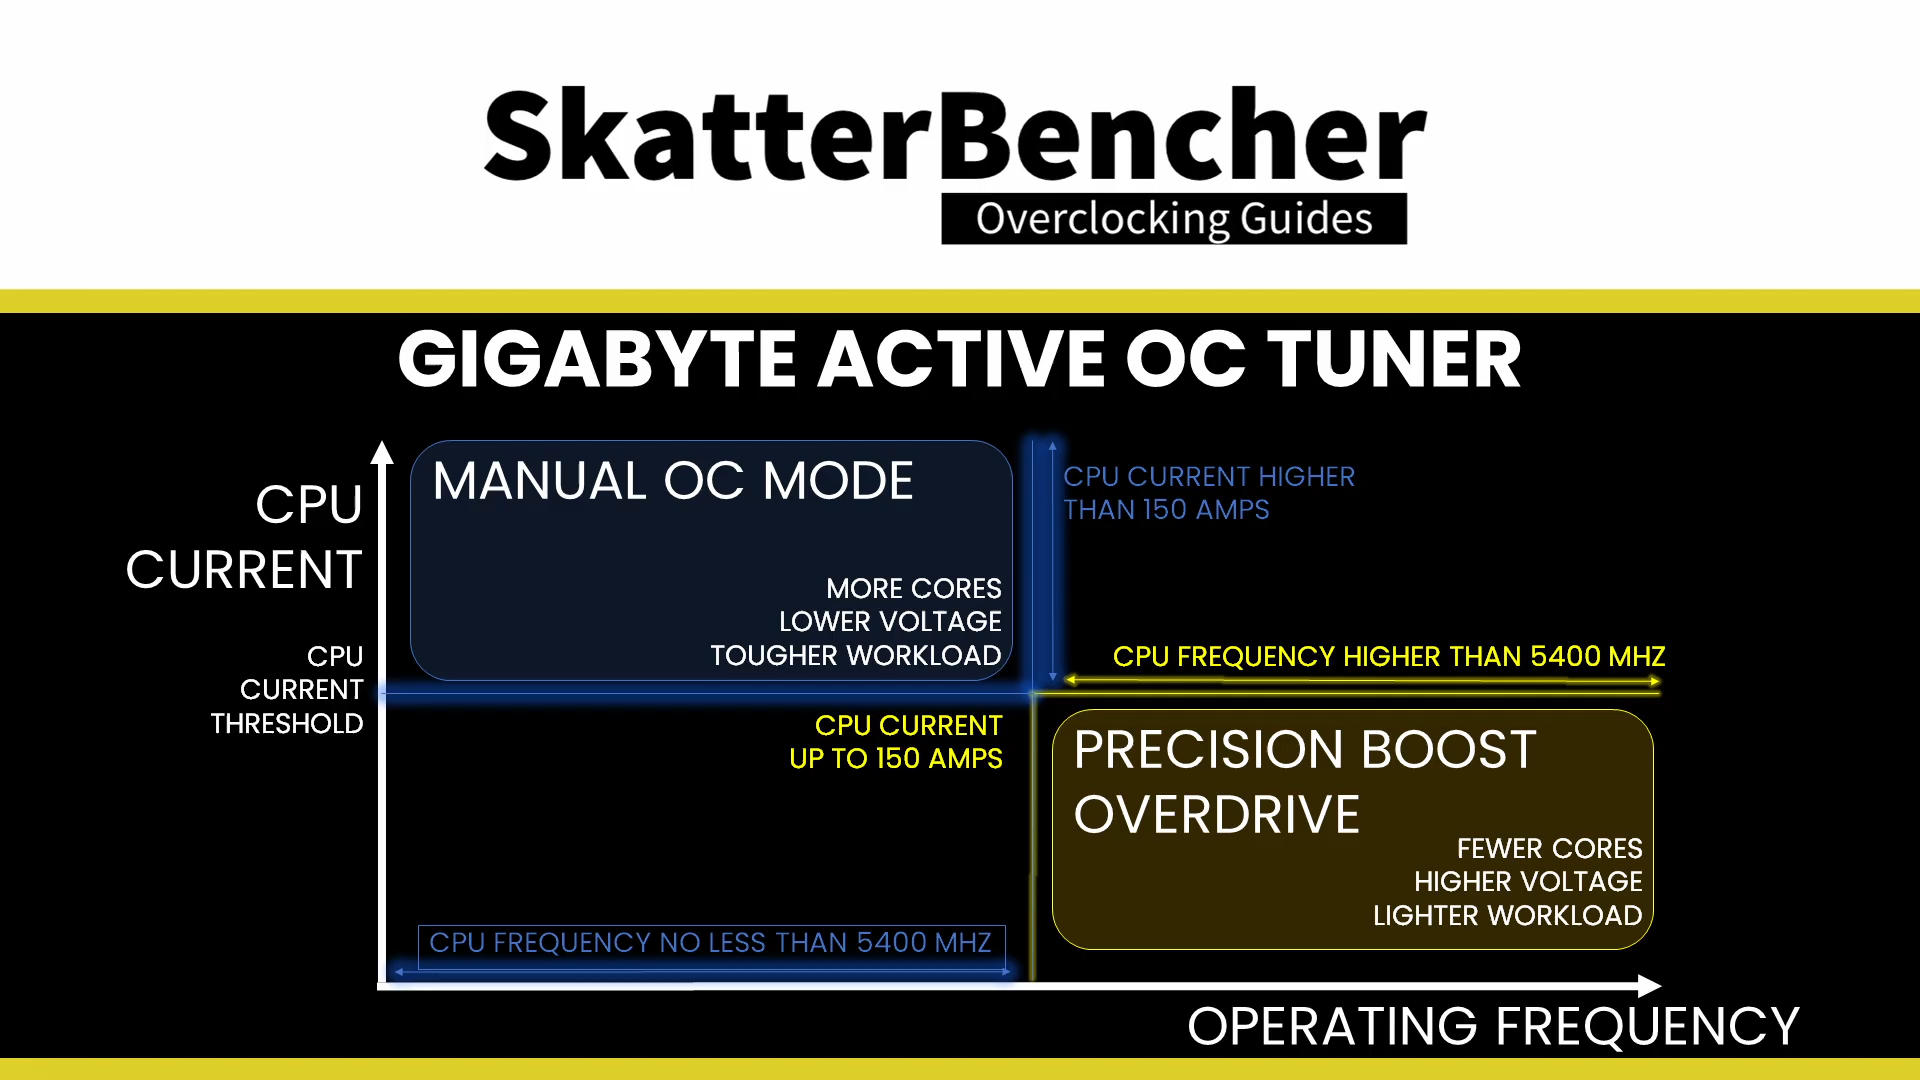 SkatterBencher
Overclocking Guides
GIGABYTE ACTIVE OC TUNER
CPU
CURRENT
CPU
CURRENT
THRESHOLD
MANUAL OC MODE
MORE CORES
LOWER VOLTAGE
TOUGHER WORKLOAD
CPU CURRENT HIGHER
THAN 150 AMPS
CPU FREQUENCY HIGHER THAN 5400 MHZ
CPU CURRENT
UP TO 150 AMPS
PRECISION BOOST
OVERDRIVE
FEWER CORES
HIGHER VOLTAGE
LIGHTER WORKLOAD
CPU FREQUENCY NO LESS THAN 5400 MHZ
OPERATING FREQUENCY